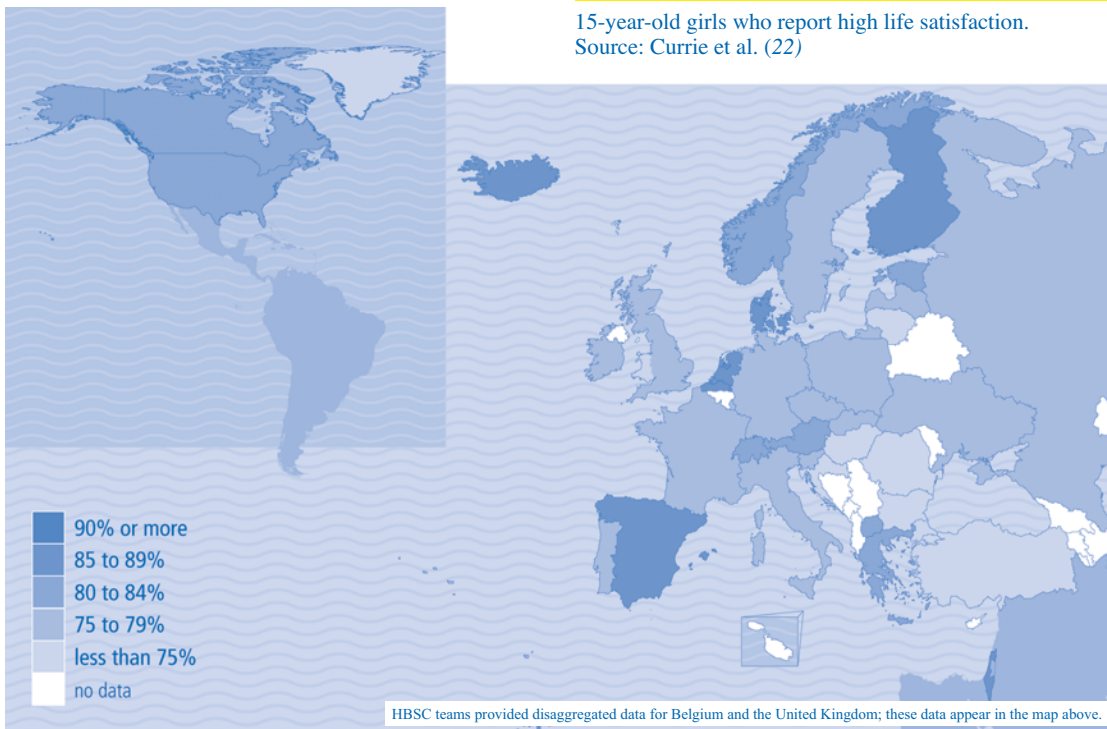 15-year-old girls who report high life satisfaction.
Source: Currie et al. (22)
90% or more
85 to 89%
80 to 84%
75 to 79%
less than 75%
no data
HBSC teams provided disaggregated data for Belgium and the United Kingdom; these data appear in the map above.